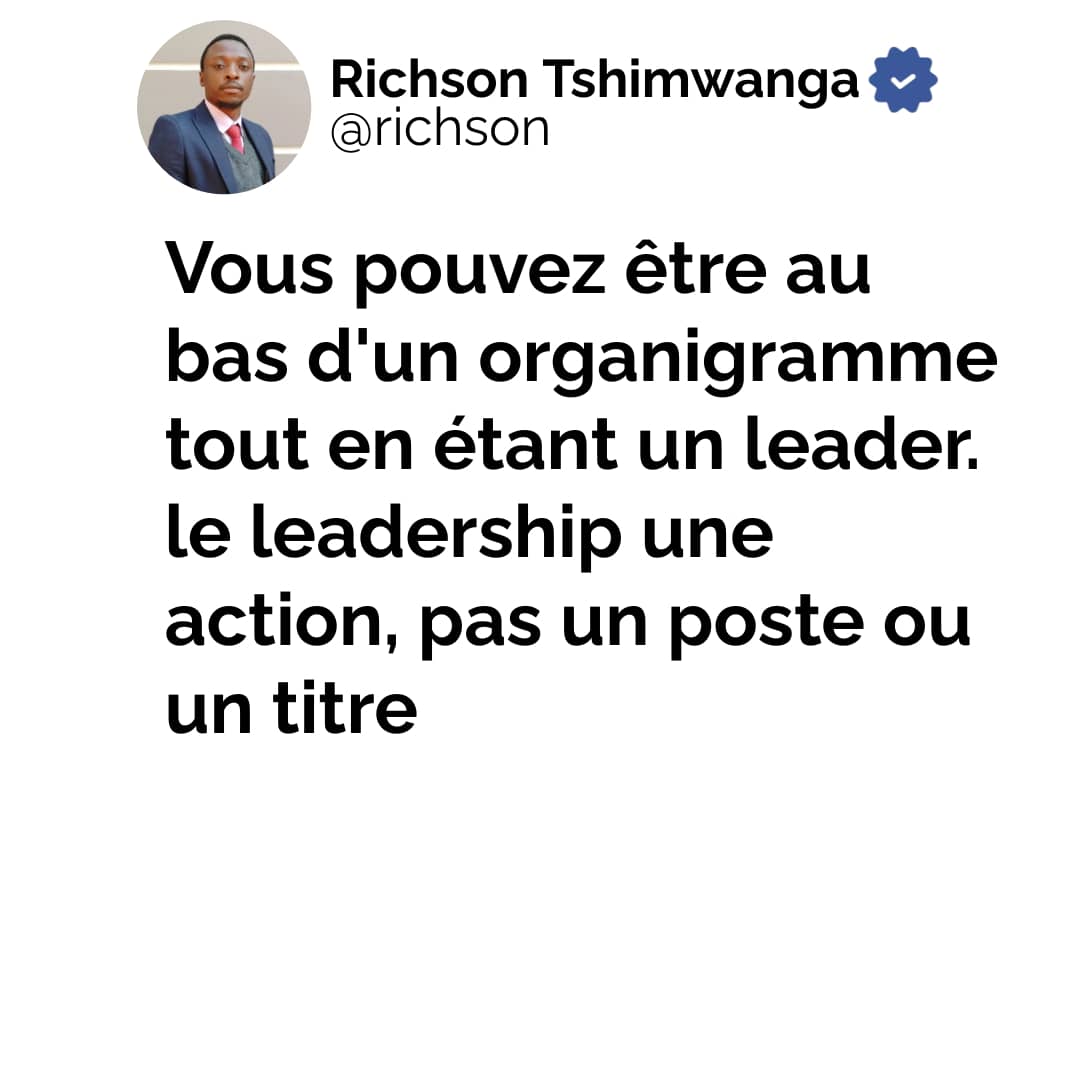 Richson Tshimwanga
@richson
Vous pouvez être au
bas d'un organigramme
tout en étant un leader.
le leadership une
action, pas un poste ou
un titre